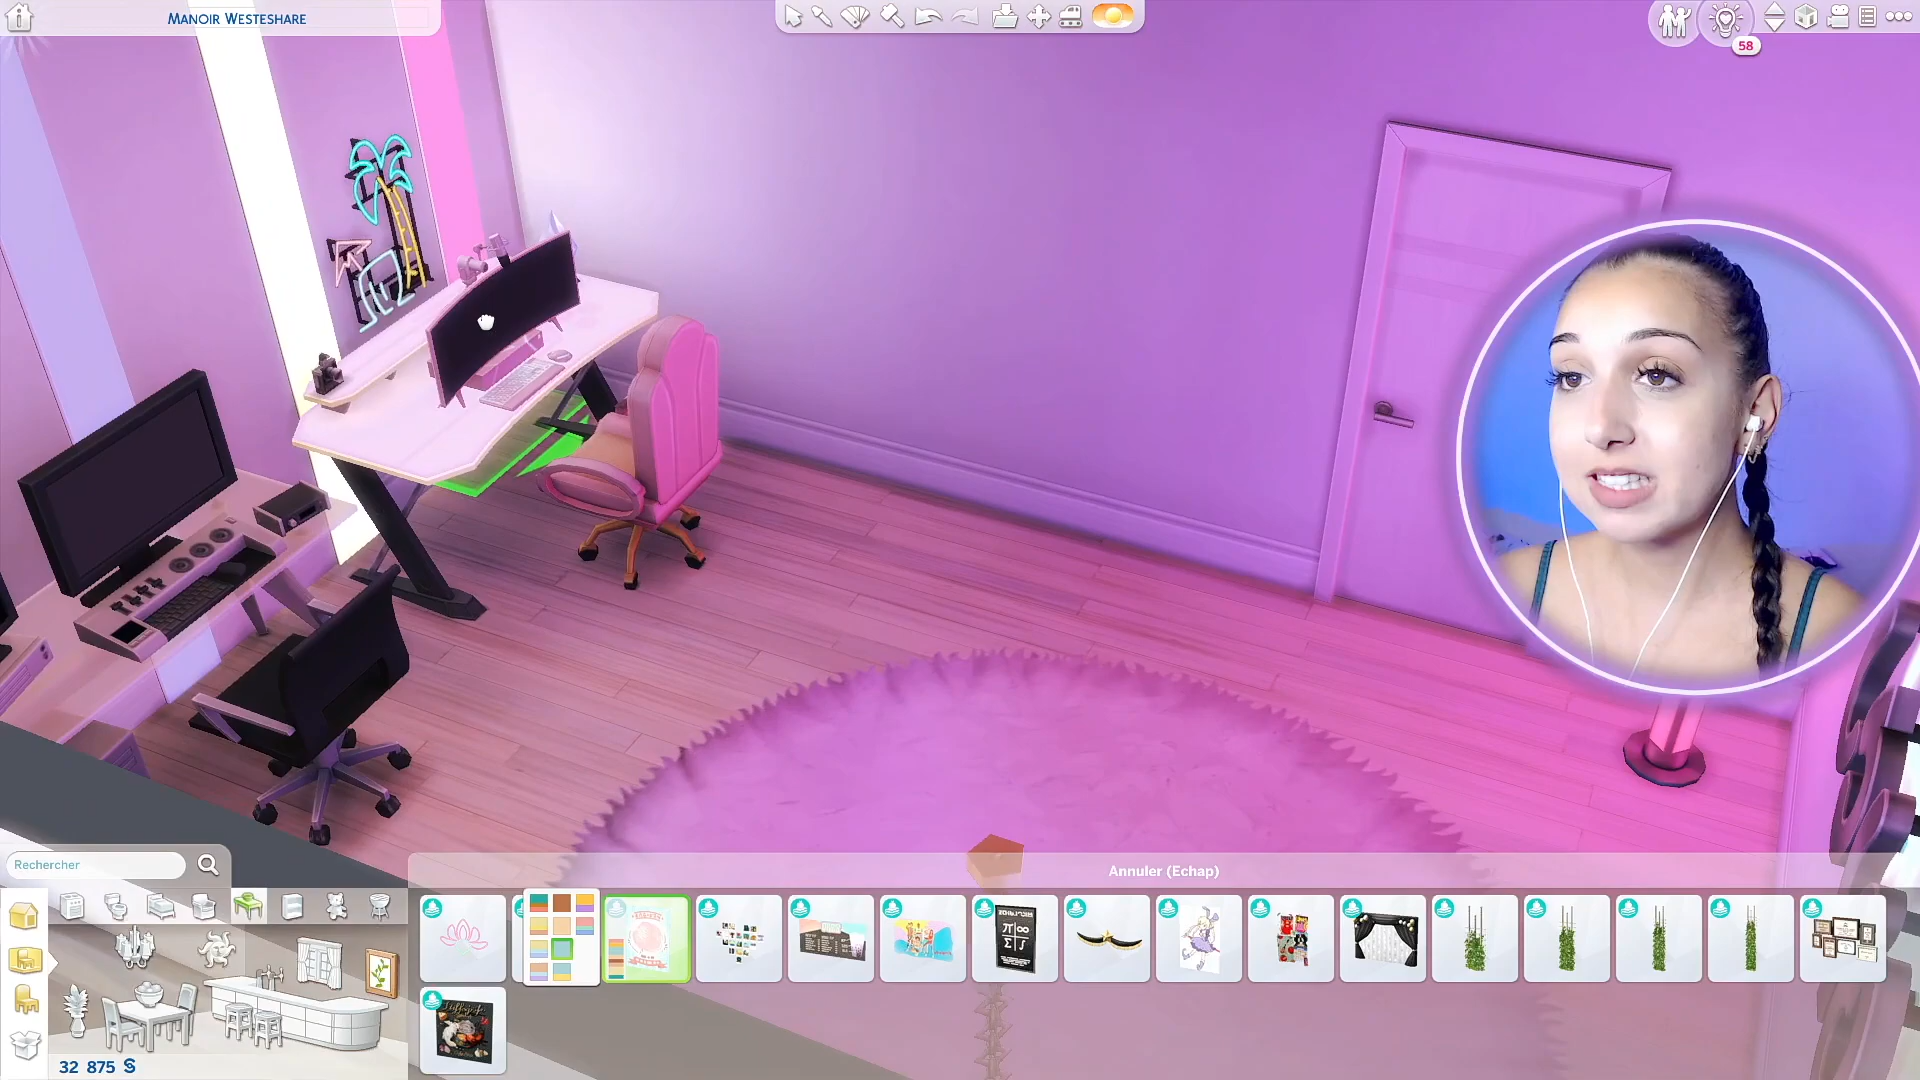 Manoir Westeshare
58
Rechercher
Annuler (Echap)
32 875 §